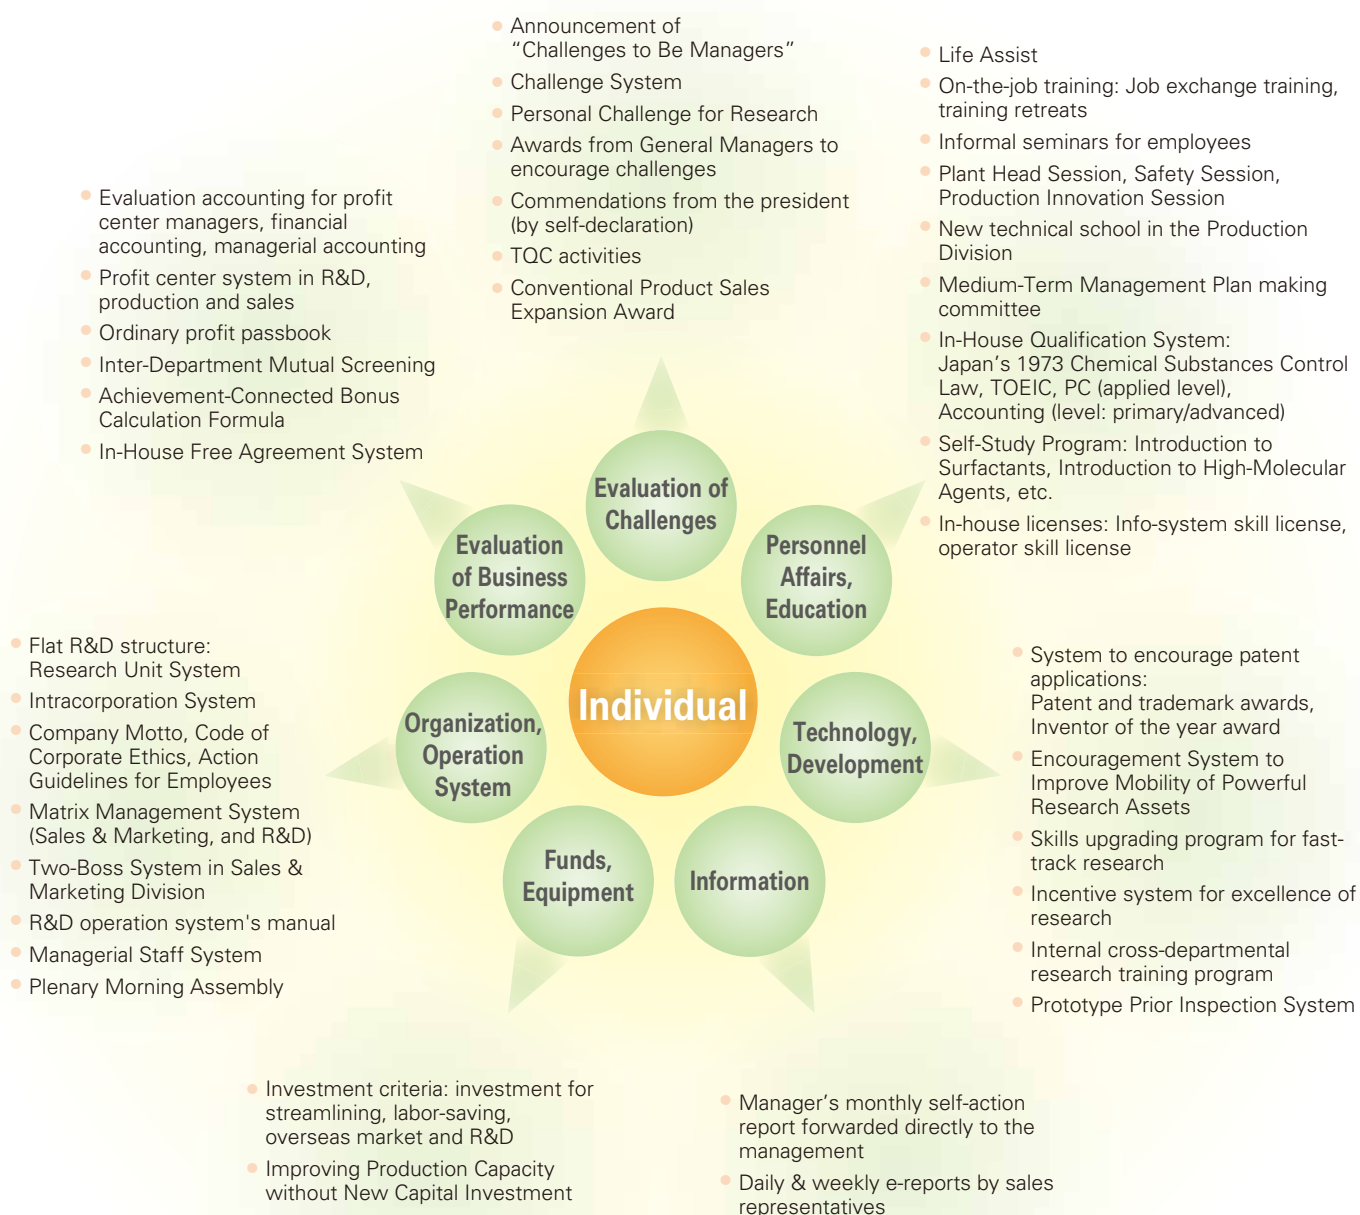 • Announcement of
“Challenges to Be Managers”
• Challenge System
• Personal Challenge for Research
• Awards from General Managers to
encourage challenges
• Commendations from the president
(by self-declaration)
• TQC activities
• Conventional Product Sales
Expansion Award
• Life Assist
• On-the-job training: Job exchange training,
training retreats
• Informal seminars for employees
• Plant Head Session, Safety Session,
Production Innovation Session
• New technical school in the Production
Division
• Medium-Term Management Plan making
committee
• In-House Qualification System:
Japan’s 1973 Chemical Substances Control
Law, TOEIC, PC (applied level),
Accounting (level: primary/advanced)
• Self-Study Program: Introduction to
Surfactants, Introduction to High-Molecular
Agents, etc.
• In-house licenses: Info-system skill license,
operator skill license
• Evaluation accounting for profit
center managers, financial
accounting, managerial accounting
• Profit center system in R&D,
production and sales
• Ordinary profit passbook
• Inter-Department Mutual Screening
• Achievement-Connected Bonus
Calculation Formula
• In-House Free Agreement System
Evaluation of
Challenges
Evaluation
of Business
Performance
Personnel
Affairs,
Education
Individual
Organization,
Operation
System
Technology,
Development
Funds,
Equipment
Information
• Flat R&D structure:
Research Unit System
• Intracorporation System
• Company Motto, Code of
Corporate Ethics, Action
Guidelines for Employees
• Matrix Management System
(Sales & Marketing, and R&D)
• Two-Boss System in Sales &
Marketing Division
• R&D operation system's manual
• Managerial Staff System
• Plenary Morning Assembly
• System to encourage patent
applications:
Patent and trademark awards,
Inventor of the year award
• Encouragement System to
Improve Mobility of Powerful
Research Assets
• Skills upgrading program for fast-
track research
• Incentive system for excellence of
research
• Internal cross-departmental
research training program
• Prototype Prior Inspection System
• Investment criteria: investment for
streamlining, labor-saving,
overseas market and R&D
• Improving Production Capacity
without New Capital Investment
• Manager’s monthly self-action
report forwarded directly to the
management
• Daily & weekly e-reports by sales
representatives